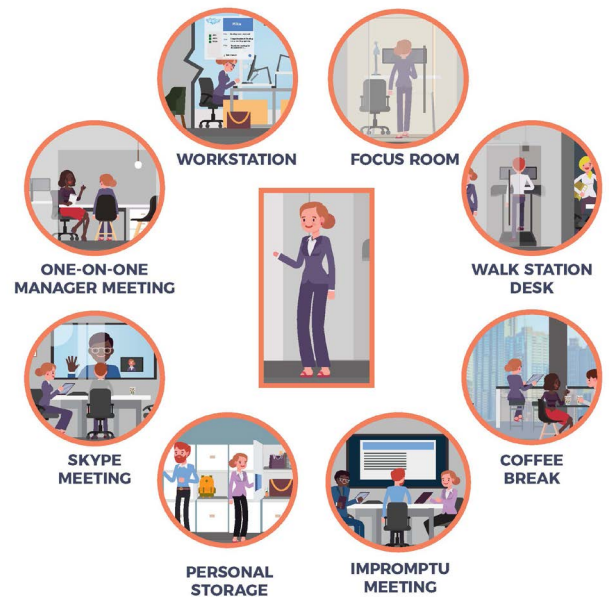 WORKSTATION
FOCUS ROOM
ONE-ON-ONE
MANAGER MEETING
WALK STATION
DESK
SKYPE
MEETING
COFFEE
BREAK
PERSONAL
STORAGE
IMPROMPTU
MEETING